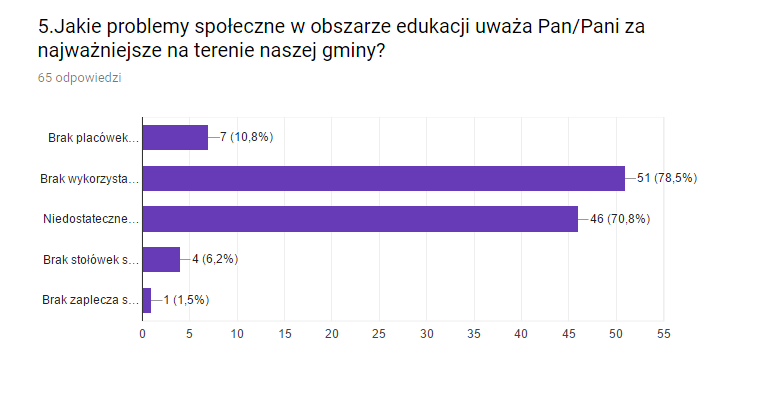 5.Jakie problemy społeczne w obszarze edukacji uważa Pan/Pani za
najważniejsze na terenie naszej gminy?
65 odpowiedzi
Brak placówek... 7 (10,8%)
Brak wykorzysta... 51 (78,5%)
Niedostateczne... 46 (70,8%)
Brak stołówek s... 4 (6,2%)
Brak zaplecza s... 1 (1,5%)
0 5 10 15 20 25 30 35 40 45 50 55